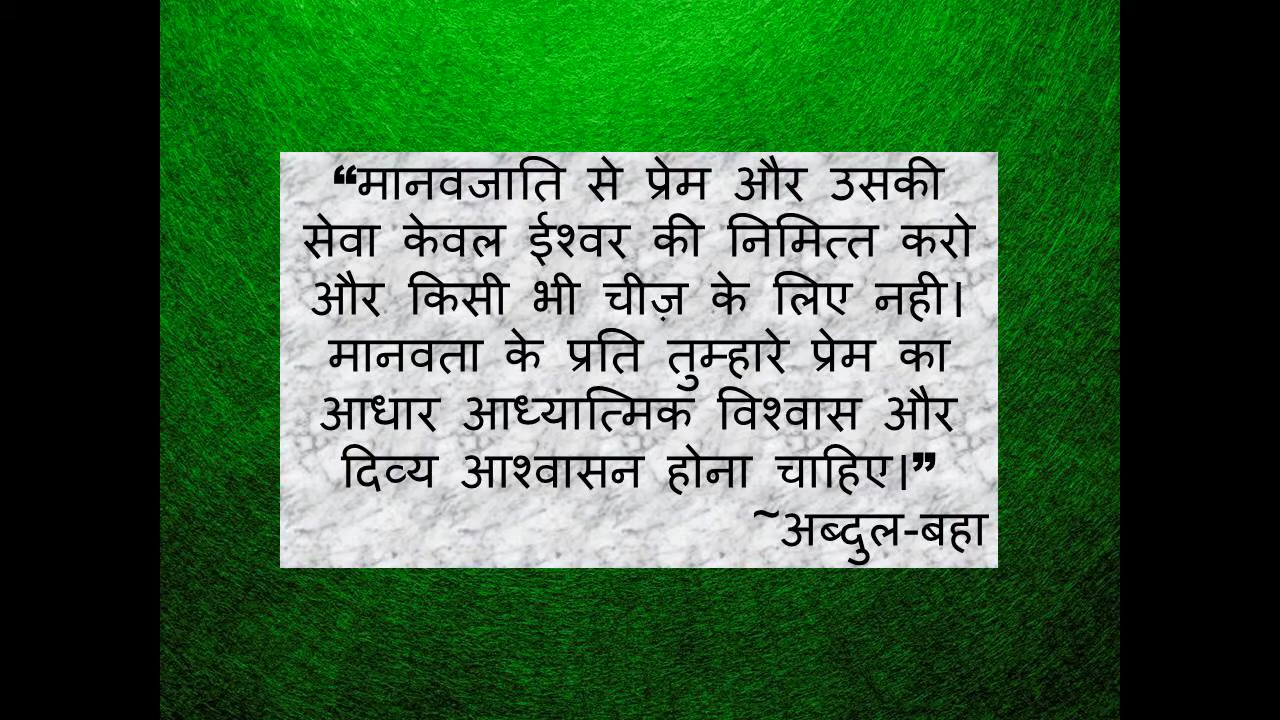 ❝मानवजाति से प्रेम और उसकी
सेवा केवल ईश्वर की निमित्त करो
और किसी भी चीज़ के लिए नही।
मानवता के प्रति तुम्हारे प्रेम का
आधार आध्यात्मिक विश्वास और
दिव्य आश्वासन होना चाहिए।❞
~अब्दुल-बहा